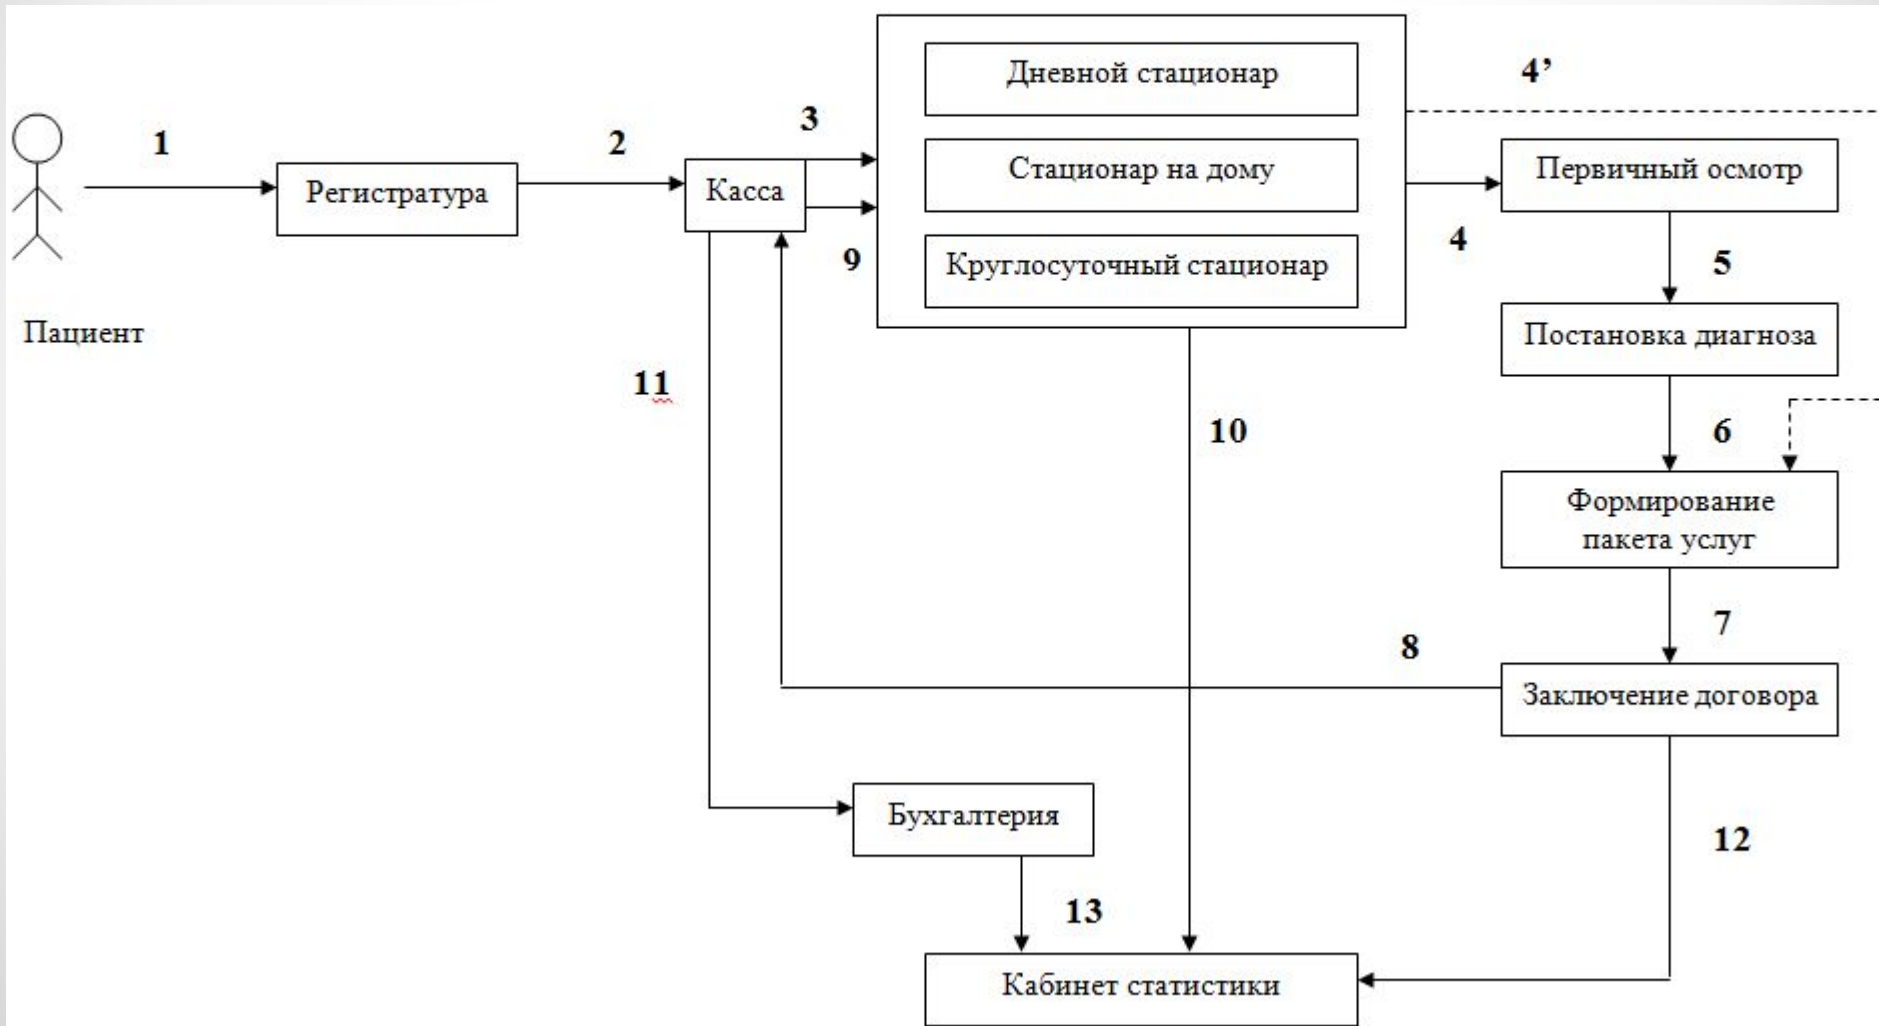 Дневной стационар
4’
3
1
2
Первичный осмотр
Стационар на дому
Касса
Регистратура
4
9
5
Круглосуточный стационар
Пациент
Постановка диагноза
11
10
6
Формирование
пакета услуг
7
8
Заключение договора
Бухгалтерия
12
13
Кабинет статистики